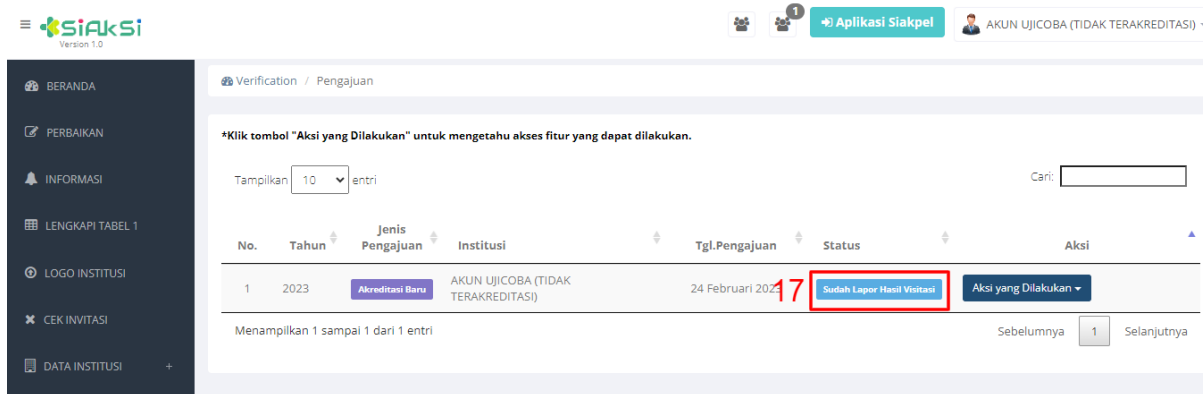 SiAkSi
Version 1.0
1
Aplikasi Siakpel
AKUN UJICOBA (TIDAK TERAKREDITASI)
BERANDA
PERBAIKAN
INFORMASI
LENGKAPI TABEL 1
LOGO INSTITUSI
CEK INVITASI
DATA INSTITUSI +
Verification / Pengajuan
*Klik tombol "Aksi yang Dilakukan" untuk mengetahu akses fitur yang dapat dilakukan.
Tampilkan 10 entri
Cari:
No. Tahun Jenis Pengajuan Institusi Tgl.Pengajuan Status Aksi
1 2023 Akreditasi Baru AKUN UJICOBA (TIDAK TERAKREDITASI) 24 Februari 2023 17 Sudah Lapor Hasil Visitasi Aksi yang Dilakukan
Menampilkan 1 sampai 1 dari 1 entri
Sebelumnya 1 Selanjutnya